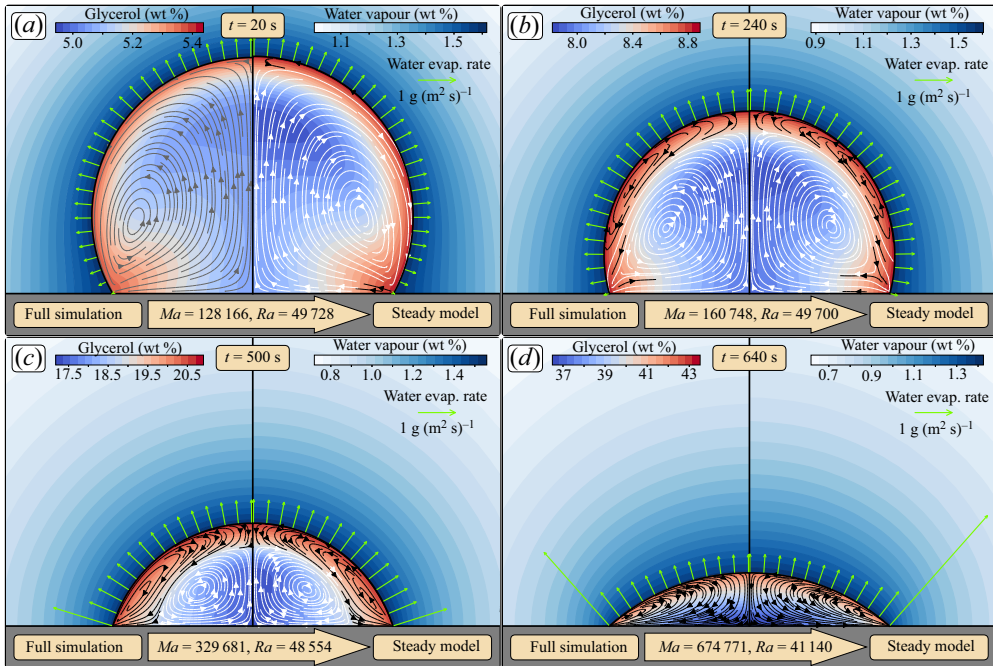 (a)
Glycerol (wt %)
5.0 5.2 5.4
t = 20 s
Water vapour (wt %)
1.1 1.3 1.5
Water evap. rate
1 g (m² s)⁻¹
Full simulation
Ma = 128 166, Ra = 49 728
Steady model
(b)
Glycerol (wt %)
8.0 8.4 8.8
t = 240 s
Water vapour (wt %)
0.9 1.1 1.3 1.5
Water evap. rate
1 g (m² s)⁻¹
Full simulation
Ma = 160 748, Ra = 49 700
Steady model
(c)
Glycerol (wt %)
17.5 18.5 19.5 20.5
t = 500 s
Water vapour (wt %)
0.8 1.0 1.2 1.4
Water evap. rate
1 g (m² s)⁻¹
Full simulation
Ma = 329 681, Ra = 48 554
Steady model
(d)
Glycerol (wt %)
37 39 41 43
t = 640 s
Water vapour (wt %)
0.7 0.9 1.1 1.3
Water evap. rate
1 g (m² s)⁻¹
Full simulation
Ma = 674 771, Ra = 41 140
Steady model